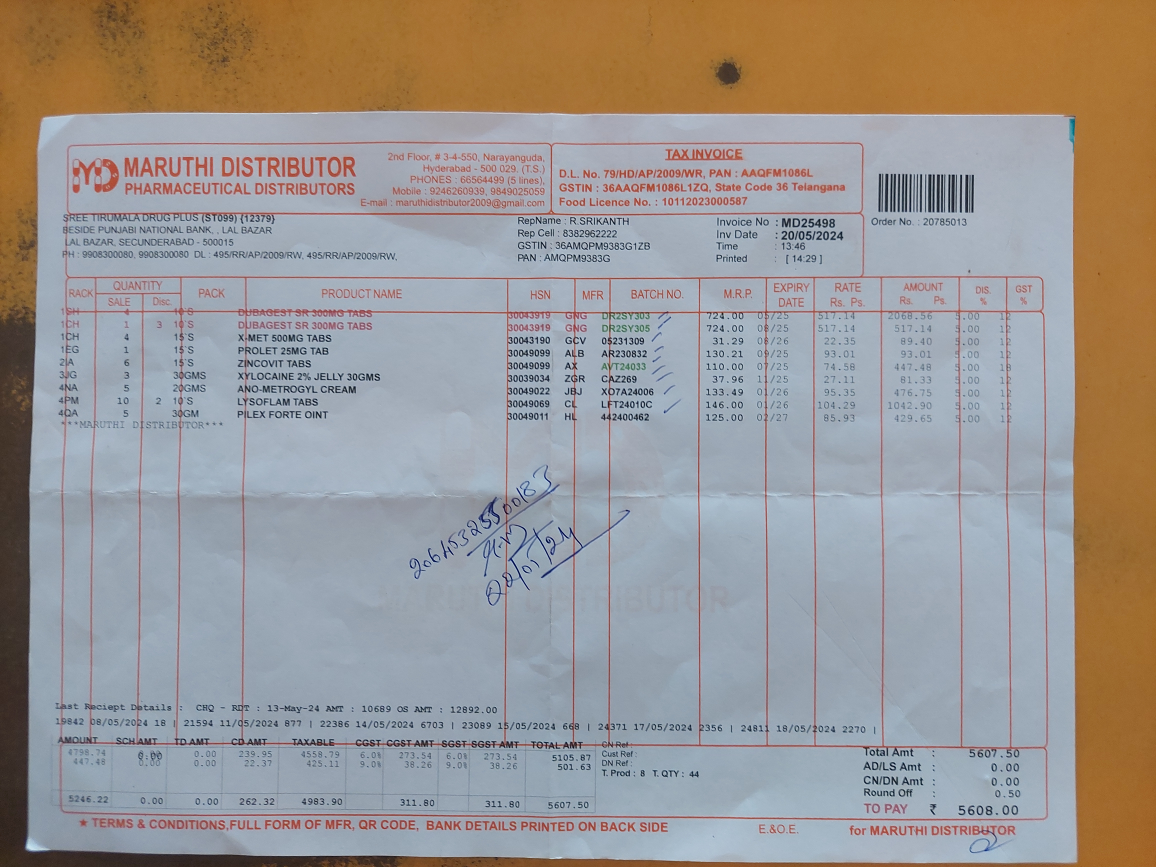 MD MARUTHI DISTRIBUTOR
PHARMACEUTICAL DISTRIBUTORS
2nd Floor, # 3-4-550, Narayanguda,
Hyderabad - 500 029. (T.S.)
PHONES : 66564499 (5 lines),
Mobile : 9246260939, 9849025059
E-mail : maruthidistributor2009@gmail.com
TAX INVOICE
D.L. No. 79/HD/AP/2009/WR, PAN : AAQFM1086L
GSTIN : 36AAQFM1086L1ZQ, State Code 36 Telangana
Food Licence No. : 10112023000587
Order No. : 20785013
SREE TIRUMALA DRUG PLUS (ST099) {12379}
BESIDE PUNJABI NATIONAL BANK, , LAL BAZAR
LAL BAZAR, SECUNDERABAD - 500015
PH : 9908300080, 9908300080 DL : 495/RR/AP/2009/RW, 495/RR/AP/2009/RW,
RepName : R.SRIKANTH
Rep Cell : 8382962222
GSTIN : 36AMQPM9383G1ZB
PAN : AMQPM9383G
Invoice No : MD25498
Inv Date : 20/05/2024
Time : 13:46
Printed [ 14:29 ]
RACK QUANTITY SALE Disc. PACK PRODUCT NAME HSN MFR BATCH NO. M.R.P. EXPIRY DATE RATE Rs. Ps. AMOUNT Rs. Ps. DIS. % GST %
1SH 4 10`S DUBAGEST SR 300MG TABS 30043919 GNG DR2SY303 724.00 05/25 517.14 2068.56 5.00 12
1CH 1 3 10`S DUBAGEST SR 300MG TABS 30043919 GNG DR2SY305 724.00 08/25 517.14 517.14 5.00 12
1CH 4 15`S X-MET 500MG TABS 30043190 GCV 05231309 31.29 08/26 22.35 89.40 5.00 12
1EG 1 15`S PROLET 25MG TAB 30049099 ALB AR230832 130.21 09/25 93.01 93.01 5.00 12
2IA 6 15`S ZINCOVIT TABS 30049099 AX AVT24033 110.00 07/25 74.58 447.48 5.00 18
3JG 3 30GMS XYLOCAINE 2% JELLY 30GMS 30039034 ZGR CAZ269 37.96 11/25 27.11 81.33 5.00 12
4NA 5 20GMS ANO-METROGYL CREAM 30049022 JBJ XO7A24006 133.49 01/26 95.35 476.75 5.00 12
4PM 10 2 10`S LYSOFLAM TABS 30049069 CL LFT24010C 146.00 01/26 104.29 1042.90 5.00 12
4QA 5 30GM PILEX FORTE OINT 30049011 HL 442400462 125.00 02/27 85.93 429.65 5.00 12
***MARUTHI DISTRIBUTOR***
22/05/24
MARUTHI DISTRIBUTOR
Last Reciept Details : CHQ - RDT : 13-May-24 AMT : 10689 OS AMT : 12892.00
19842 08/05/2024 18 | 21594 11/05/2024 877 | 22386 14/05/2024 6703 | 23089 15/05/2024 668 | 24371 17/05/2024 2356 | 24811 18/05/2024 2270 |
AMOUNT SCH AMT TD AMT CD AMT TAXABLE CGST CGST AMT SGST SGST AMT TOTAL AMT
4798.74 0.00 0.00 239.95 4558.79 6.0% 273.54 6.0% 273.54 5105.87
447.48 0.00 0.00 22.37 425.11 9.0% 38.26 9.0% 38.26 501.63
5246.22 0.00 0.00 262.32 4983.90 311.80 311.80 5607.50
CN Ref :
Cust Ref :
DN Ref :
T. Prod : 8 T. QTY : 44
Total Amt : 5607.50
AD/LS Amt : 0.00
CN/DN Amt : 0.00
Round Off : 0.50
TO PAY ₹ 5608.00
★ TERMS & CONDITIONS,FULL FORM OF MFR, QR CODE, BANK DETAILS PRINTED ON BACK SIDE
E.&O.E.
for MARUTHI DISTRIBUTOR